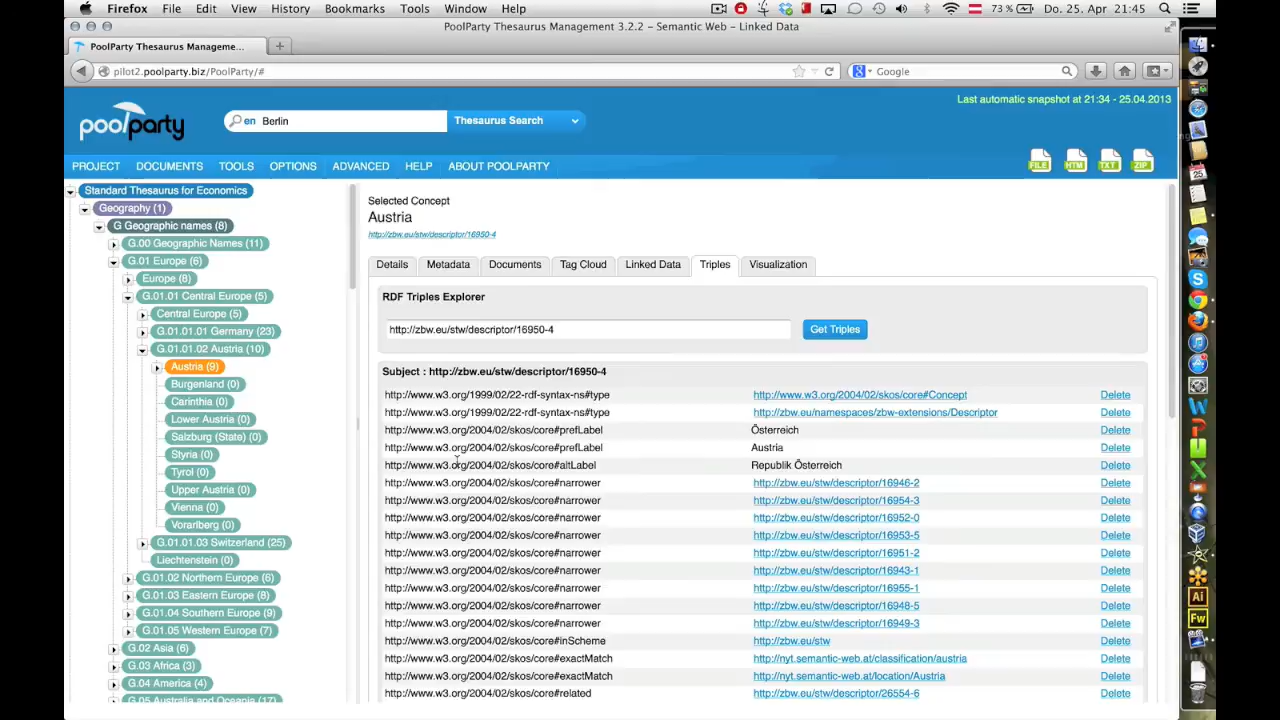 Firefox File Edit View History Bookmarks Tools Window Help 73 % Do. 25. Apr 21:45
PoolParty Thesaurus Management 3.2.2 - Semantic Web - Linked Data
PoolParty Thesaurus Manageme...
pilot2.poolparty.biz/PoolParty/#
Google
Last automatic snapshot at 21:34 - 25.04.2013
poolparty
en Berlin
Thesaurus Search
PROJECT DOCUMENTS TOOLS OPTIONS ADVANCED HELP ABOUT POOLPARTY
FILE HTM TXT ZIP
Standard Thesaurus for Economics
Geography (1)
G Geographic names (8)
G.00 Geographic Names (11)
G.01 Europe (6)
Europe (8)
G.01.01 Central Europe (5)
Central Europe (5)
G.01.01.01 Germany (23)
G.01.01.02 Austria (10)
Austria (9)
Burgenland (0)
Carinthia (0)
Lower Austria (0)
Salzburg (State) (0)
Styria (0)
Tyrol (0)
Upper Austria (0)
Vienna (0)
Vorarlberg (0)
G.01.01.03 Switzerland (25)
Liechtenstein (0)
G.01.02 Northern Europe (6)
G.01.03 Eastern Europe (8)
G.01.04 Southern Europe (9)
G.01.05 Western Europe (7)
G.02 Asia (6)
G.03 Africa (3)
G.04 America (4)
G.05 Australia and Oceania (17)
Selected Concept
Austria
http://zbw.eu/stw/descriptor/16950-4
Details Metadata Documents Tag Cloud Linked Data Triples Visualization
RDF Triples Explorer
http://zbw.eu/stw/descriptor/16950-4
Get Triples
Subject : http://zbw.eu/stw/descriptor/16950-4
http://www.w3.org/1999/02/22-rdf-syntax-ns#type http://www.w3.org/2004/02/skos/core#Concept Delete
http://www.w3.org/1999/02/22-rdf-syntax-ns#type http://zbw.eu/namespaces/zbw-extensions/Descriptor Delete
http://www.w3.org/2004/02/skos/core#prefLabel Österreich Delete
http://www.w3.org/2004/02/skos/core#prefLabel Austria Delete
http://www.w3.org/2004/02/skos/core#altLabel Republik Österreich Delete
http://www.w3.org/2004/02/skos/core#narrower http://zbw.eu/stw/descriptor/16946-2 Delete
http://www.w3.org/2004/02/skos/core#narrower http://zbw.eu/stw/descriptor/16954-3 Delete
http://www.w3.org/2004/02/skos/core#narrower http://zbw.eu/stw/descriptor/16952-0 Delete
http://www.w3.org/2004/02/skos/core#narrower http://zbw.eu/stw/descriptor/16953-5 Delete
http://www.w3.org/2004/02/skos/core#narrower http://zbw.eu/stw/descriptor/16951-2 Delete
http://www.w3.org/2004/02/skos/core#narrower http://zbw.eu/stw/descriptor/16943-1 Delete
http://www.w3.org/2004/02/skos/core#narrower http://zbw.eu/stw/descriptor/16955-1 Delete
http://www.w3.org/2004/02/skos/core#narrower http://zbw.eu/stw/descriptor/16948-5 Delete
http://www.w3.org/2004/02/skos/core#narrower http://zbw.eu/stw/descriptor/16949-3 Delete
http://www.w3.org/2004/02/skos/core#inScheme http://zbw.eu/stw Delete
http://www.w3.org/2004/02/skos/core#exactMatch http://nyt.semantic-web.at/classification/austria Delete
http://www.w3.org/2004/02/skos/core#exactMatch http://nyt.semantic-web.at/location/Austria Delete
http://www.w3.org/2004/02/skos/core#related http://zbw.eu/stw/descriptor/26554-6 Delete
25
Ai
Fw